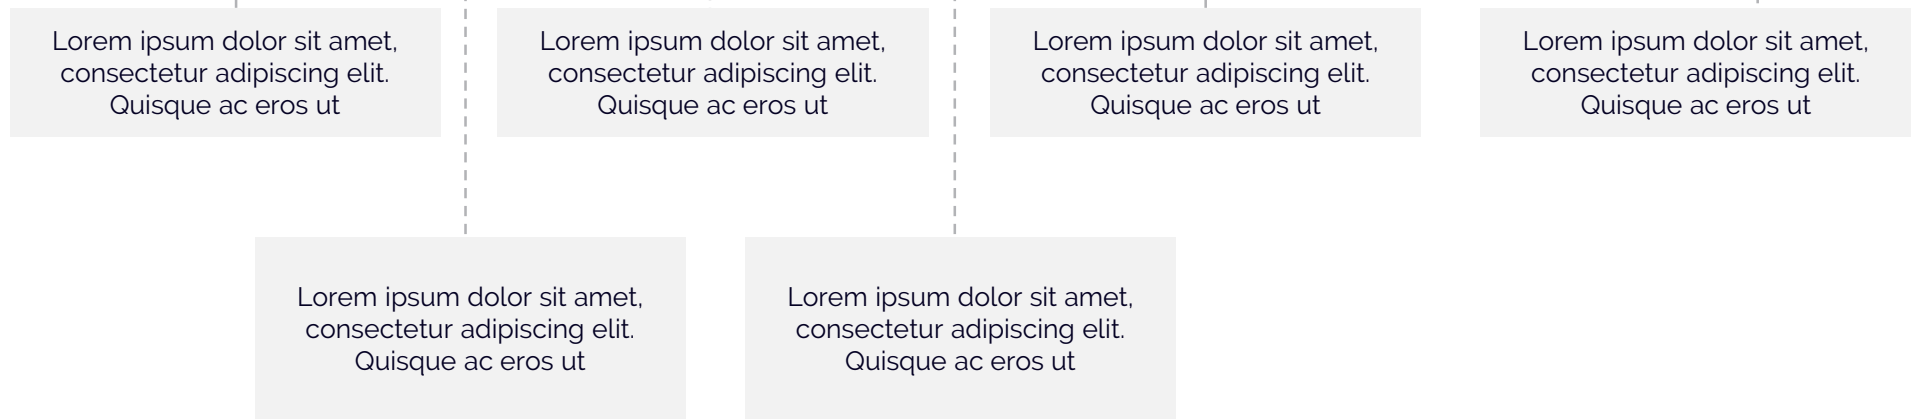 Lorem ipsum dolor sit amet,
consectetur adipiscing elit.
Quisque ac eros ut
Lorem ipsum dolor sit amet,
consectetur adipiscing elit.
Quisque ac eros ut
Lorem ipsum dolor sit amet,
consectetur adipiscing elit.
Quisque ac eros ut
Lorem ipsum dolor sit amet,
consectetur adipiscing elit.
Quisque ac eros ut
Lorem ipsum dolor sit amet,
consectetur adipiscing elit.
Quisque ac eros ut
Lorem ipsum dolor sit amet,
consectetur adipiscing elit.
Quisque ac eros ut